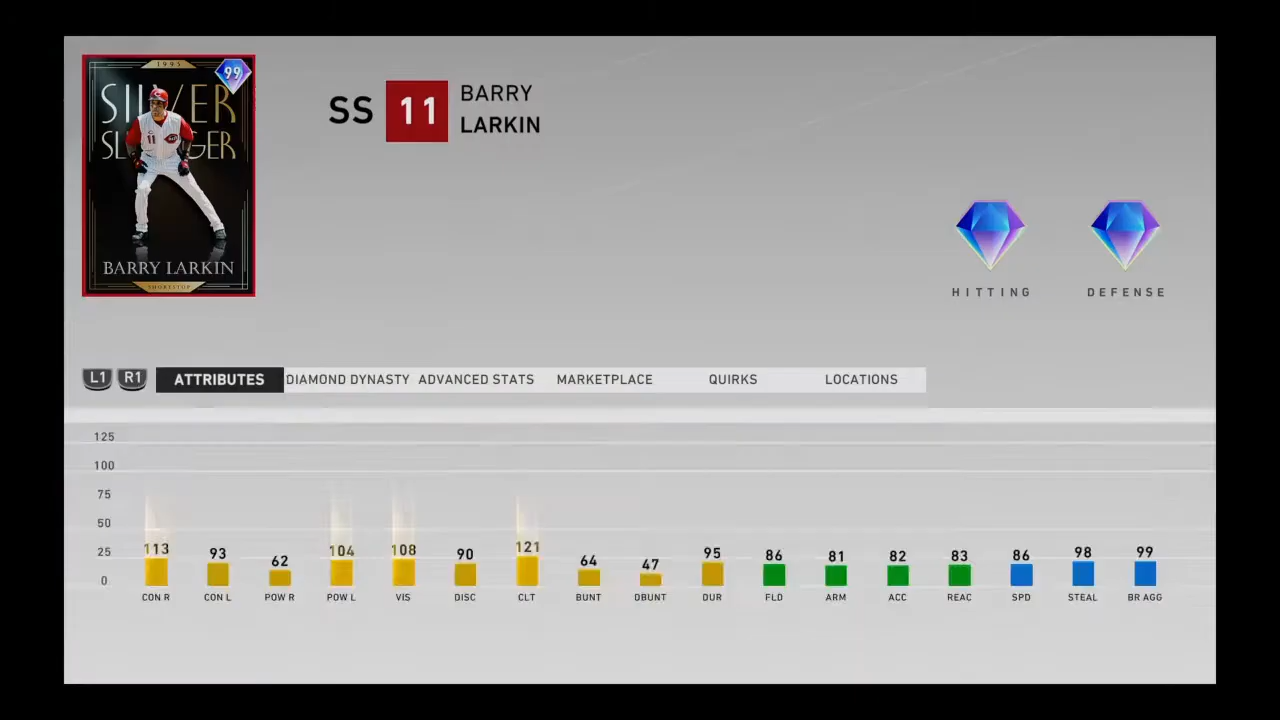 1995
99
SILVER
SLUGGER
11
BARRY LARKIN
SHORTSTOP
SS 11 BARRY
LARKIN
HITTING DEFENSE
L1 R1 ATTRIBUTES DIAMOND DYNASTY ADVANCED STATS MARKETPLACE QUIRKS LOCATIONS
125
100
75
50
25
0
113 93 62 104 108 90 121 64 47 95 86 81 82 83 86 98 99
CON R CON L POW R POW L VIS DISC CLT BUNT DBUNT DUR FLD ARM ACC REAC SPD STEAL BR AGG